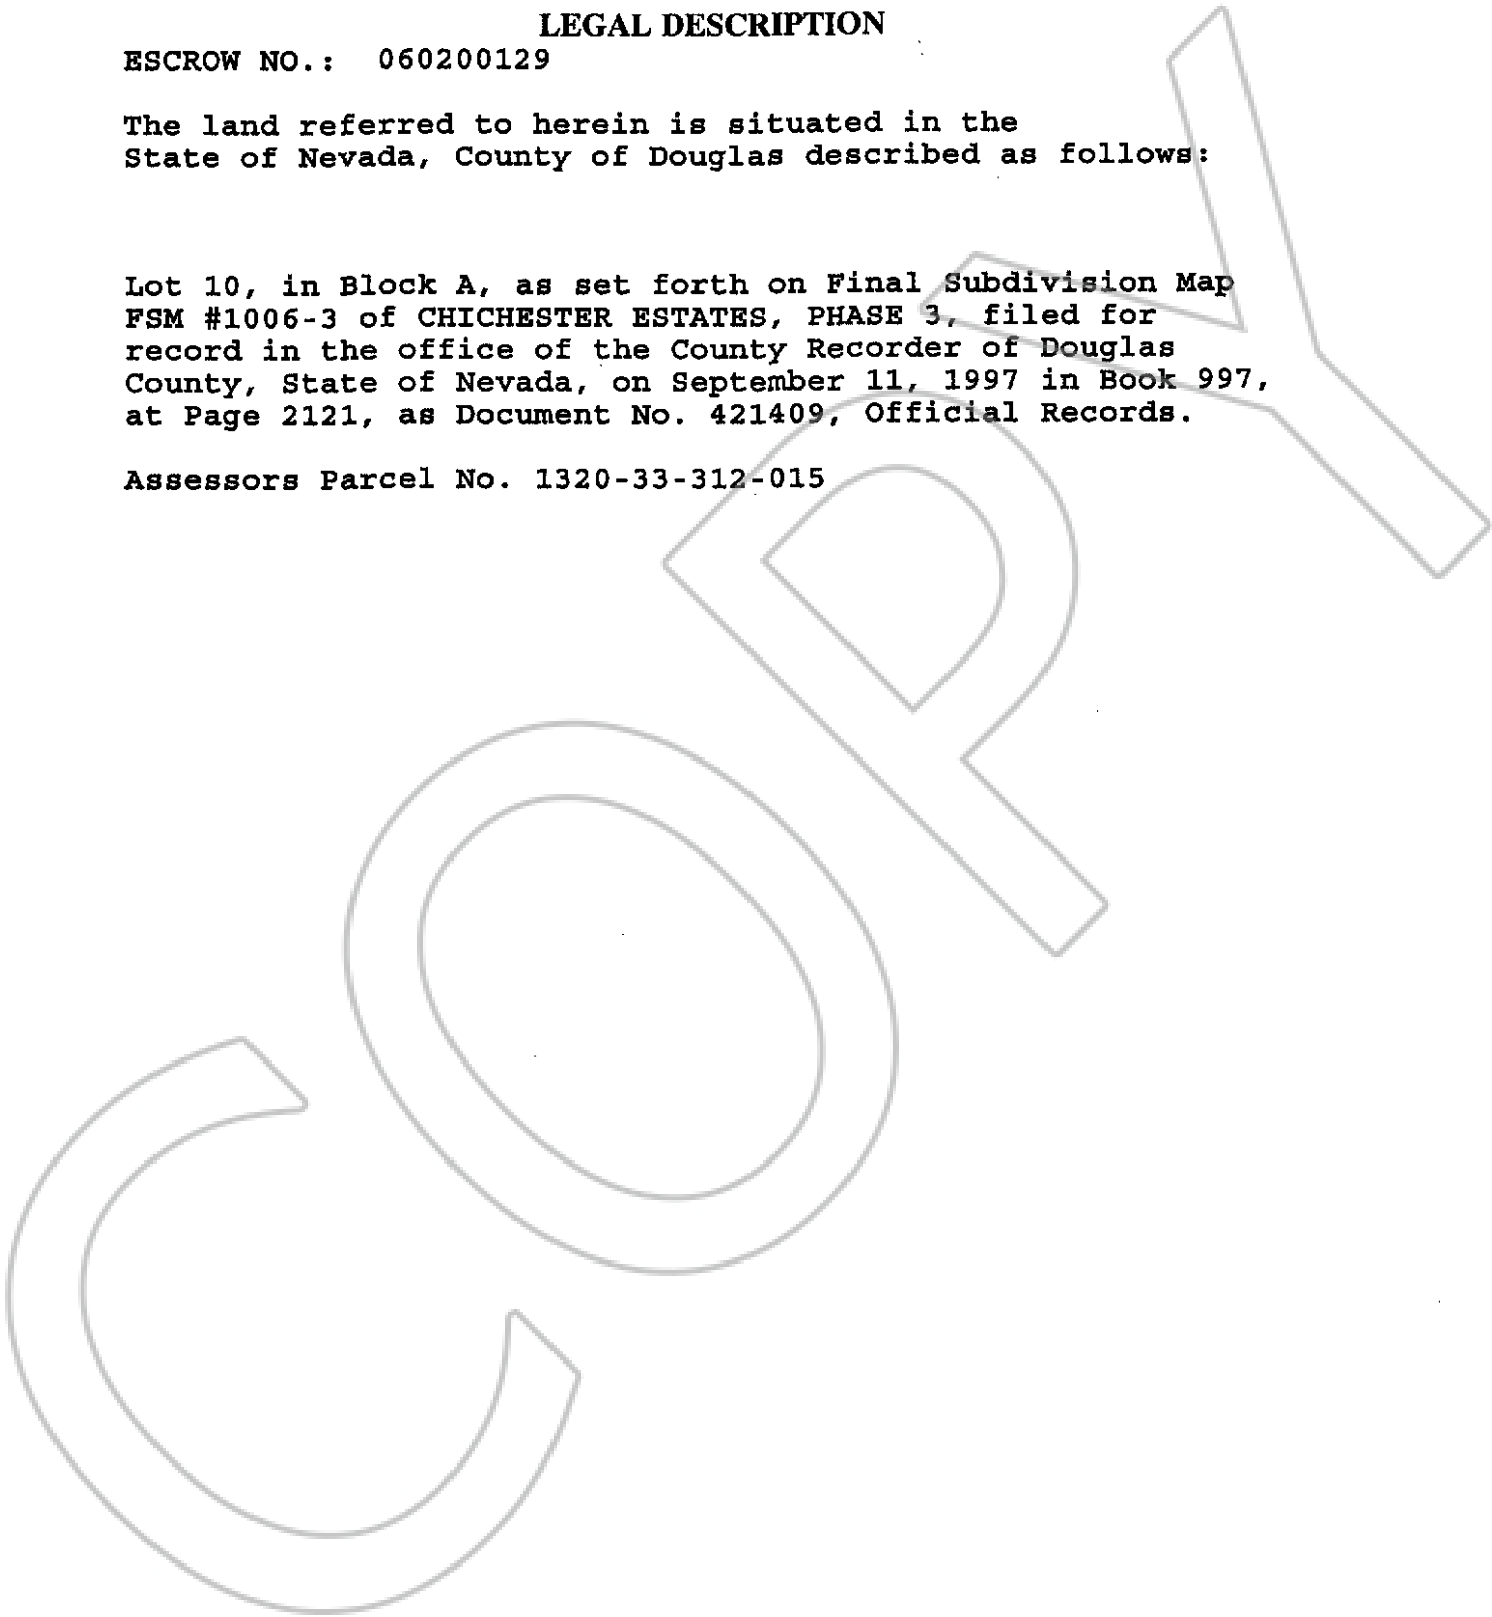 LEGAL DESCRIPTION
ESCROW NO.: 060200129
The land referred to herein is situated in the
State of Nevada, County of Douglas described as follows:
Lot 10, in Block A, as set forth on Final Subdivision Map
FSM #1006-3 of CHICHESTER ESTATES, PHASE 3, filed for
record in the office of the County Recorder of Douglas
County, State of Nevada, on September 11, 1997 in Book 997,
at Page 2121, as Document No. 421409, Official Records.
Assessors Parcel No. 1320-33-312-015
COPY